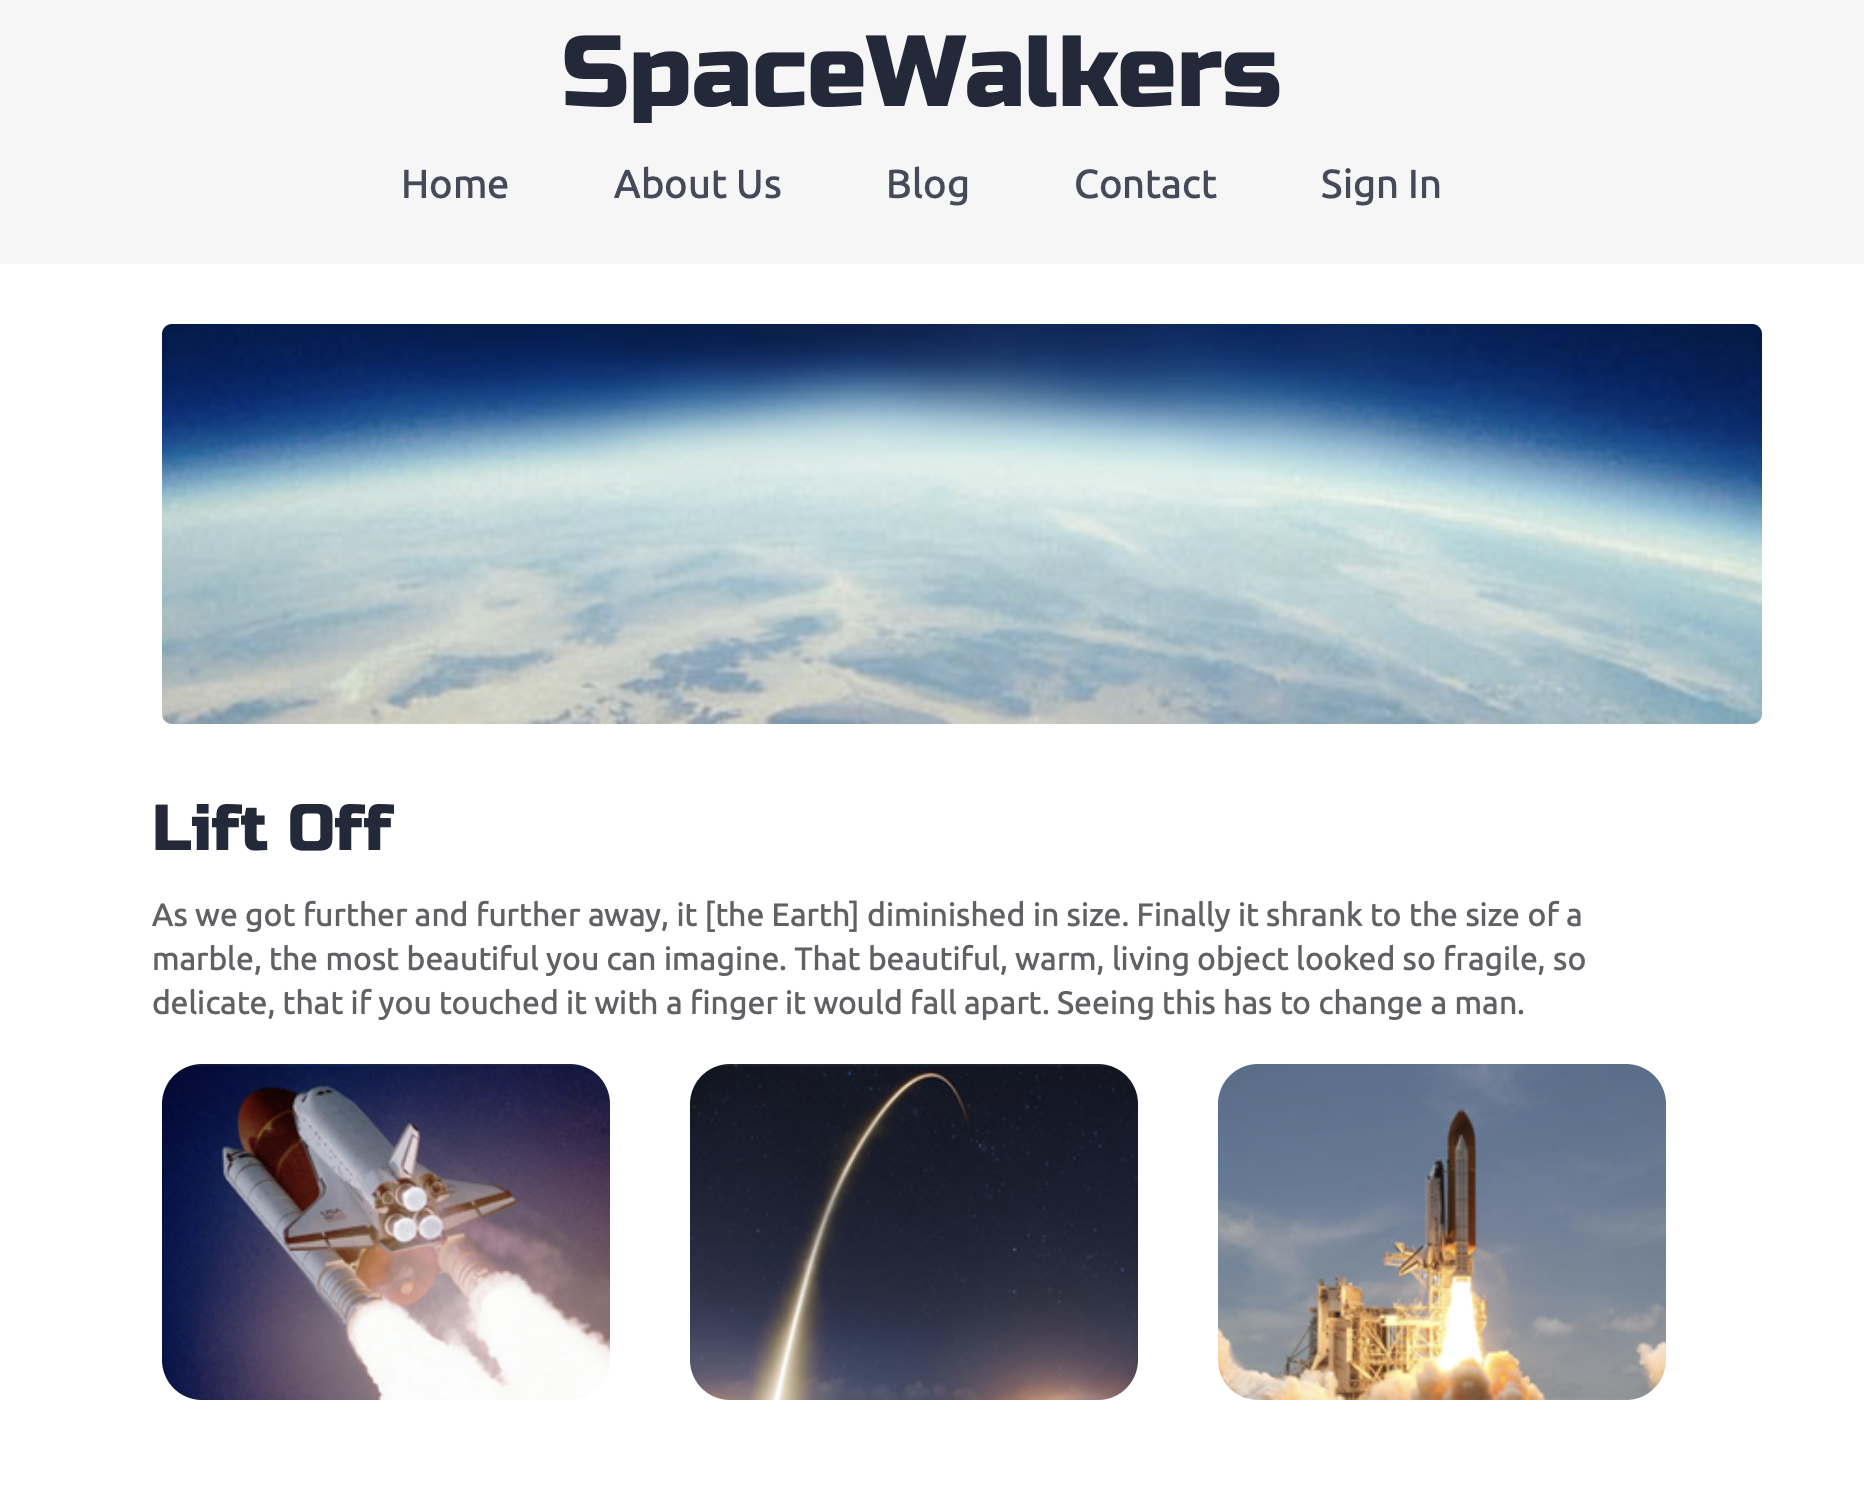 SpaceWalkers
Home About Us Blog Contact Sign In
Lift Off
As we got further and further away, it [the Earth] diminished in size. Finally it shrank to the size of a
marble, the most beautiful you can imagine. That beautiful, warm, living object looked so fragile, so
delicate, that if you touched it with a finger it would fall apart. Seeing this has to change a man.
USA